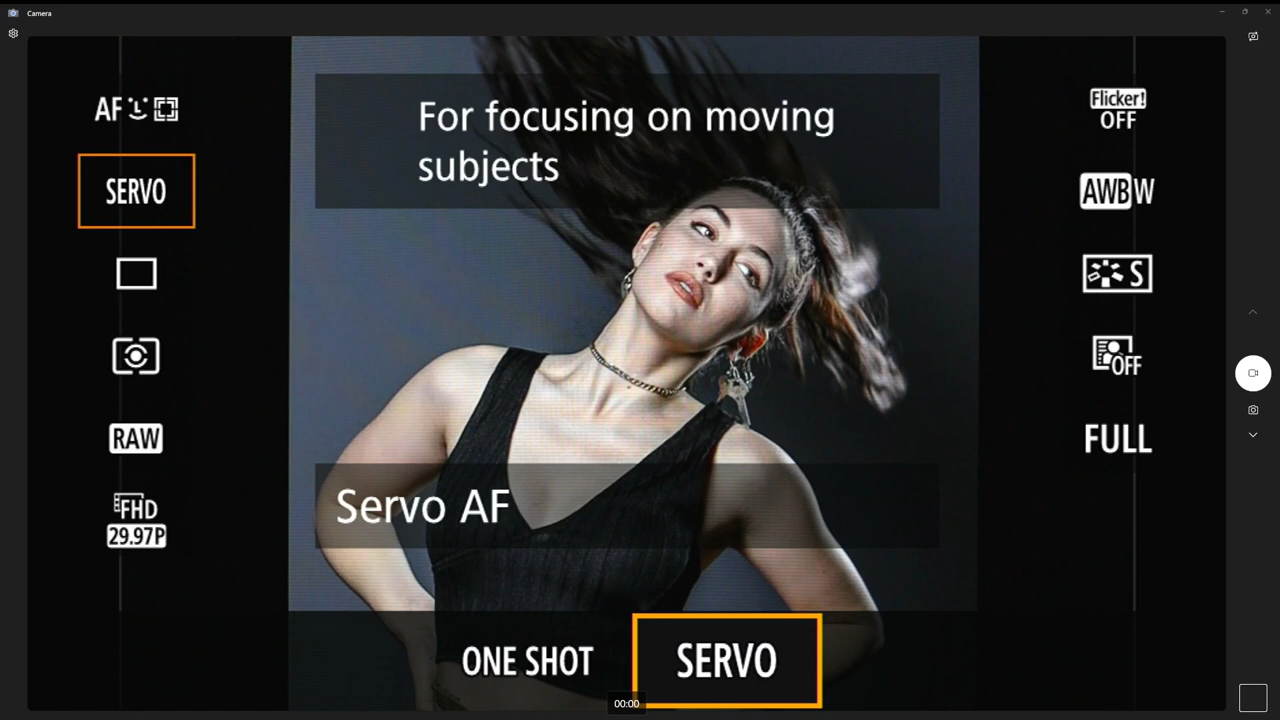 Camera
AF
SERVO
RAW
FHD
29.97P
For focusing on moving
subjects
Servo AF
ONE SHOT
SERVO
00:00
Flicker!
OFF
AWBW
S
OFF
FULL